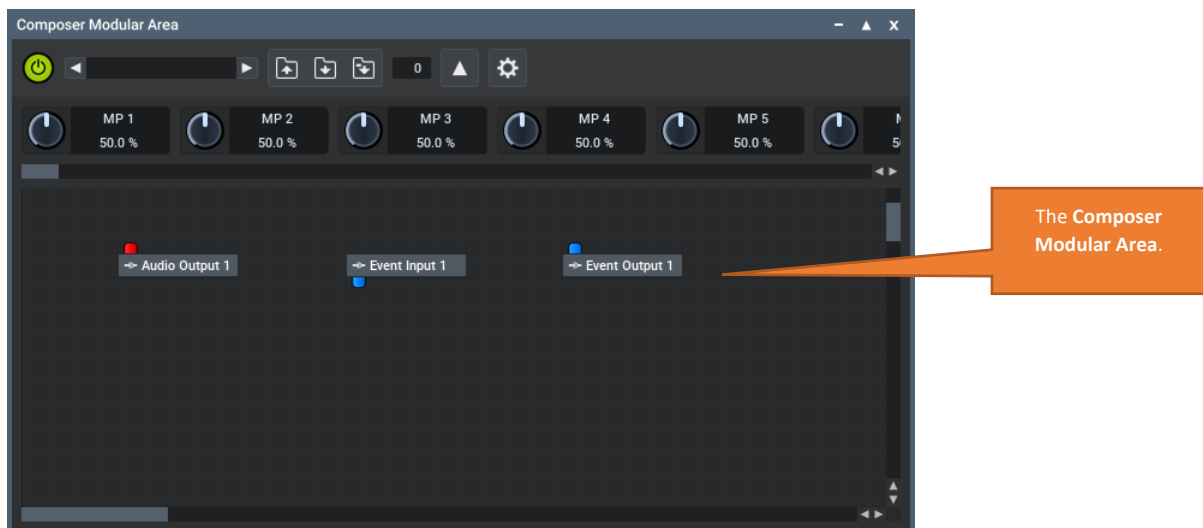 Composer Modular Area
0
MP 1
50.0 %
MP 2
50.0 %
MP 3
50.0 %
MP 4
50.0 %
MP 5
50.0 %
Audio Output 1
Event Input 1
Event Output 1
The Composer
Modular Area.